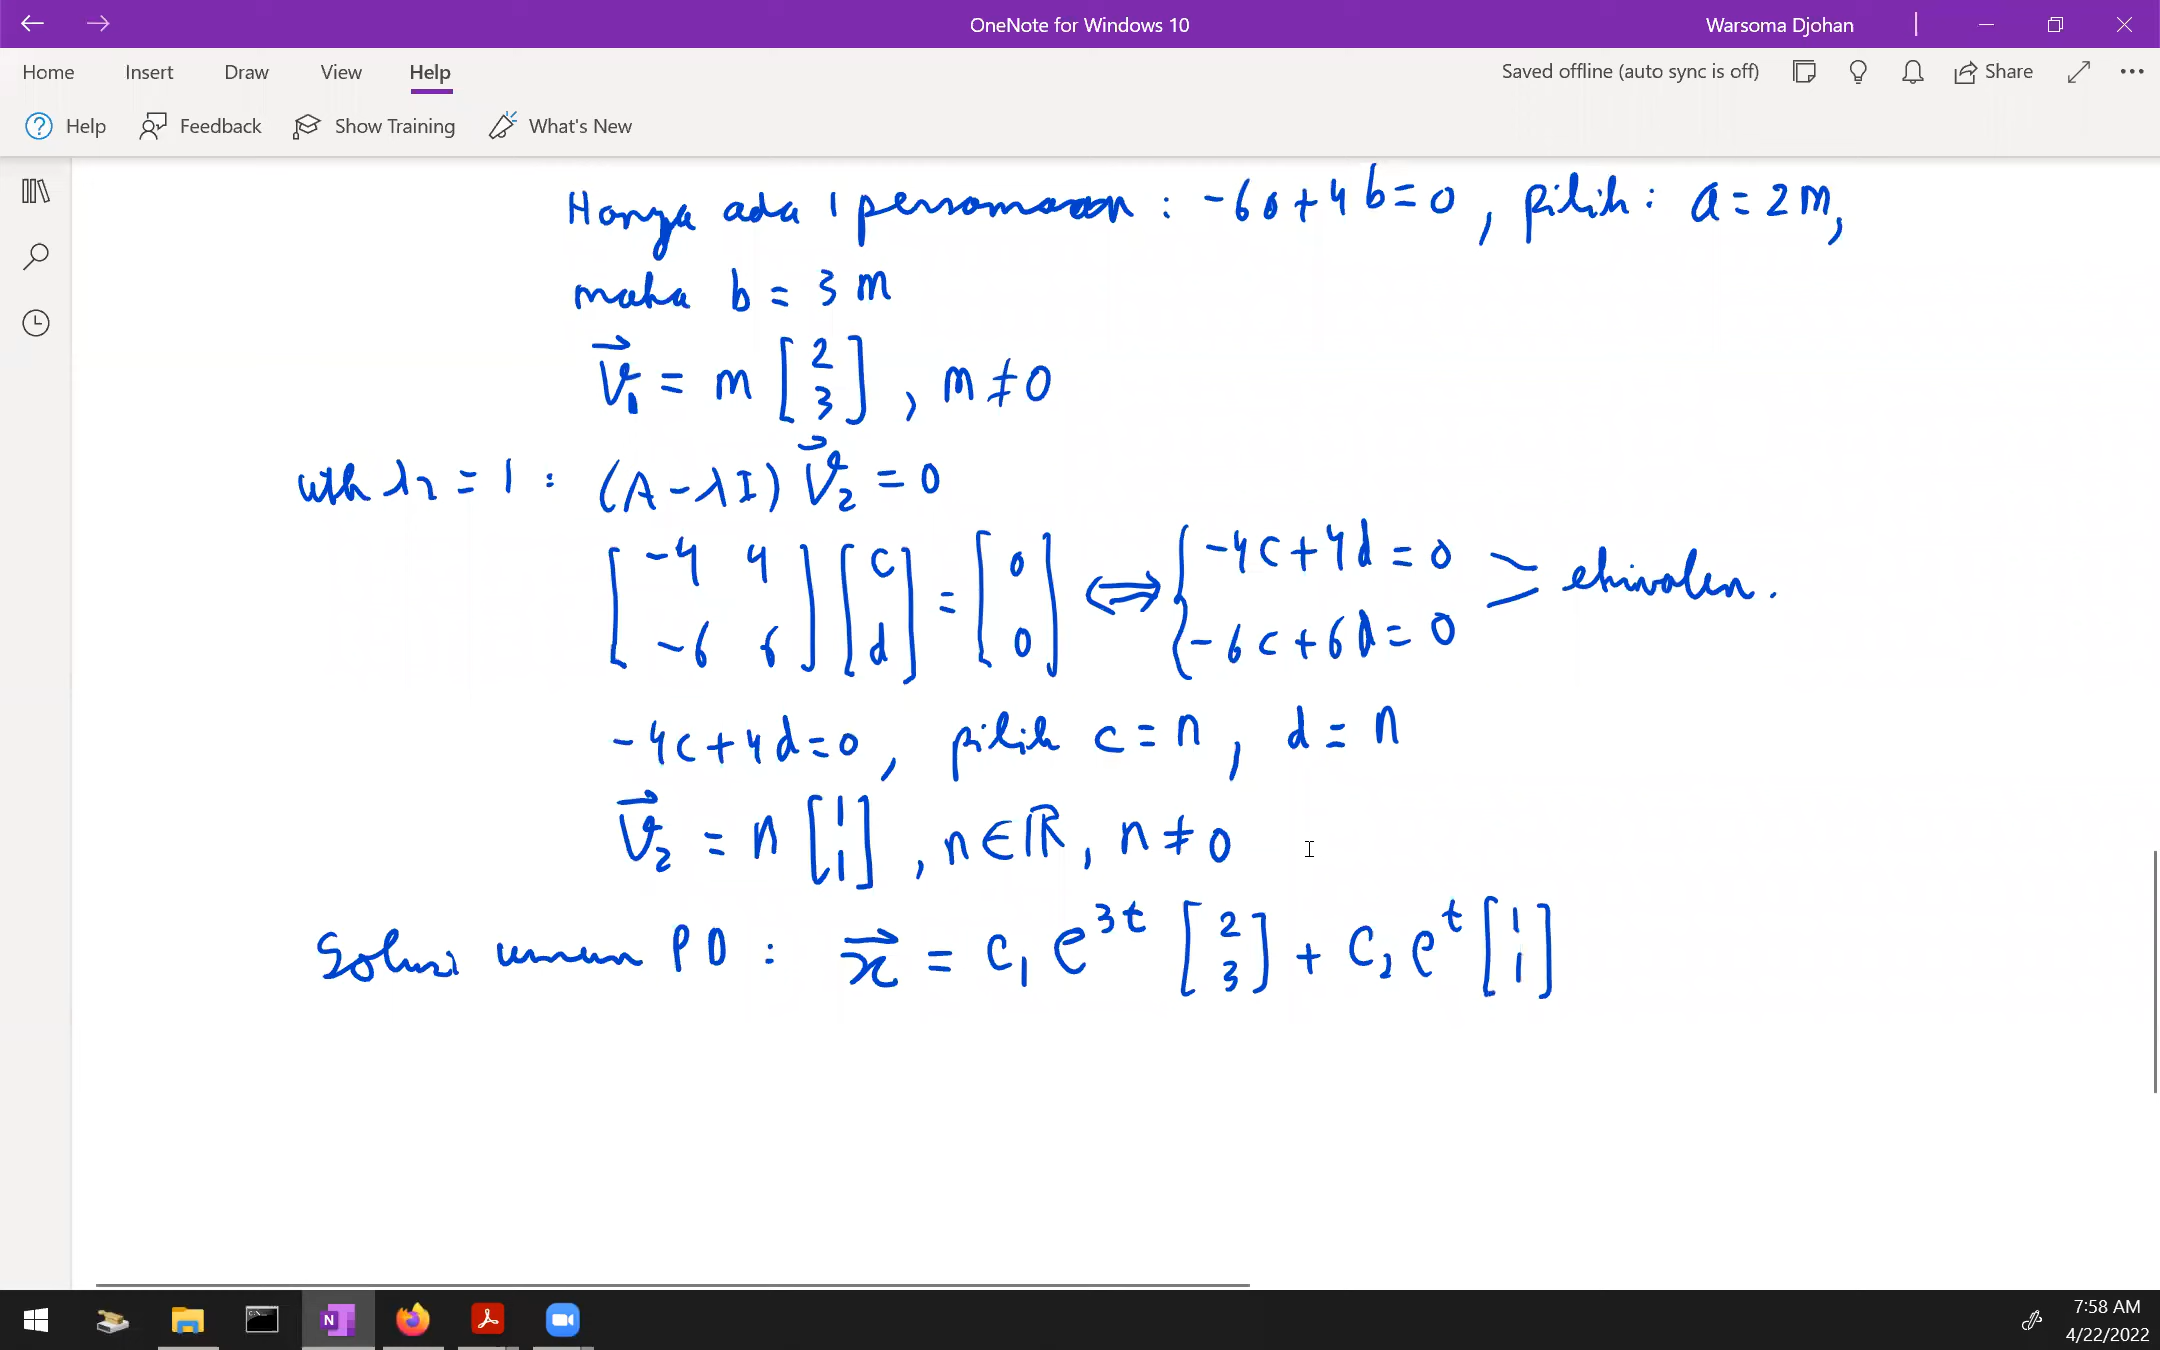 OneNote for Windows 10
Warsoma Djohan
Home Insert Draw View Help
Saved offline (auto sync is off) Share
Help Feedback Show Training What's New
Hanya ada 1 persamaan : -6a+4b=0, pilih: a = 2m,
maka b = 3m
V⃗₁ = m [2 3], m ≠ 0
utk λ₂ = 1 : (A-λI) V⃗₂ = 0
[-4 4 -6 6] [c d] = [0 0] ⇔ { -4c+4d=0 -6c+6d=0 > ekivalen.
-4c+4d=0, pilih c=n, d=n
V⃗₂ = n [1 1], n∈ℝ, n≠0
Solusi umum PD : x⃗ = C₁ e^{3t} [2 3] + C₂ e^{t} [1 1]
7:58 AM
4/22/2022